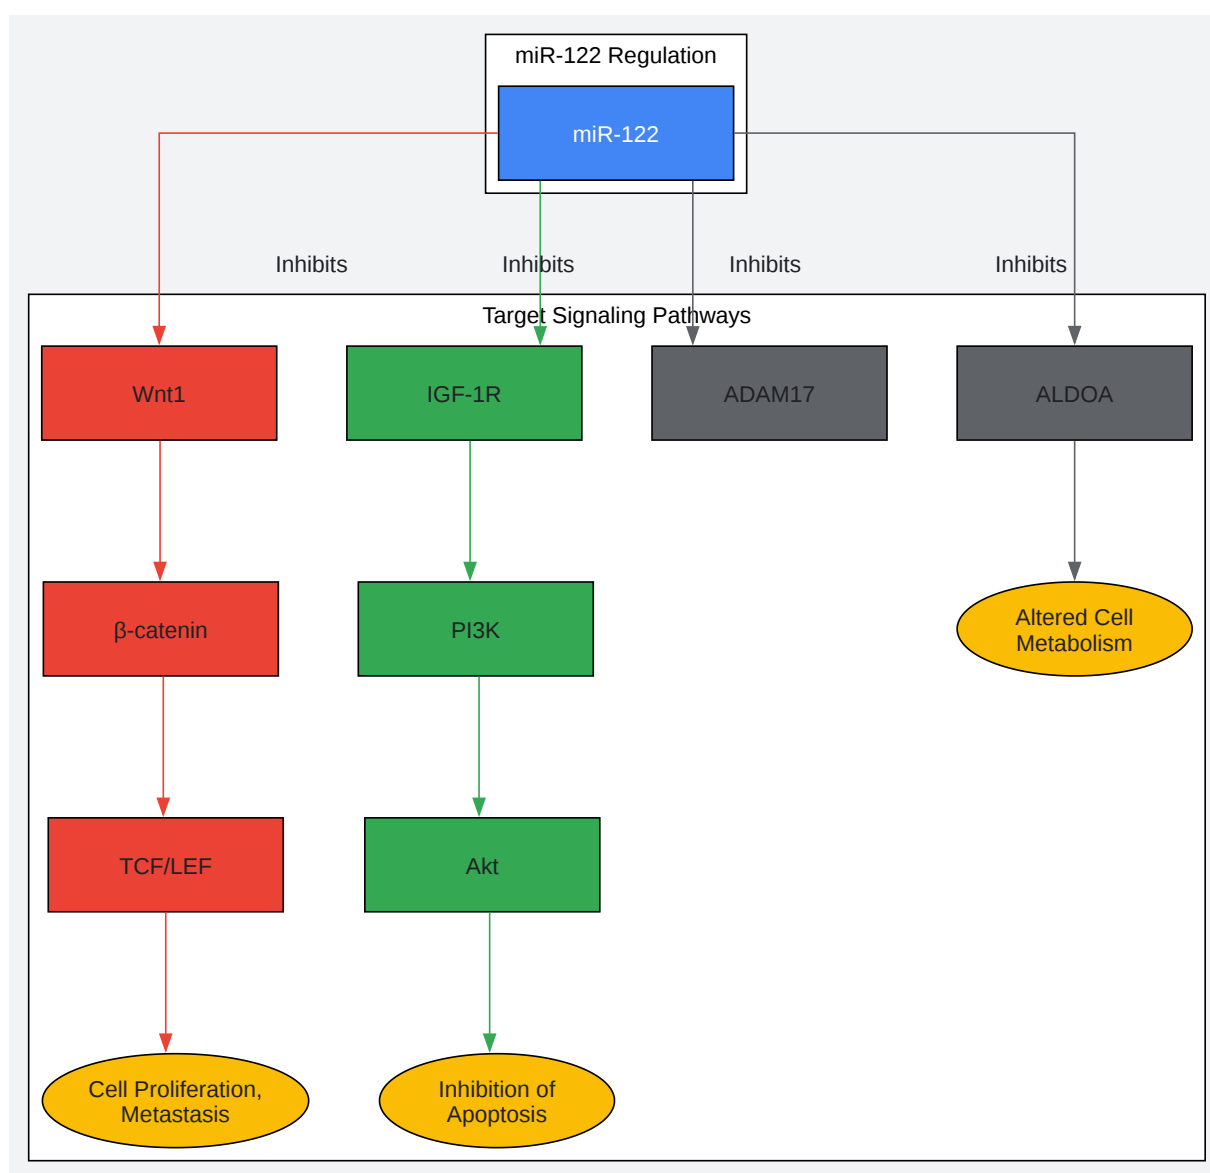 miR-122 Regulation
miR-122
Inhibits
Inhibits
Inhibits
Inhibits
Target Signaling Pathways
Wnt1
IGF-1R
ADAM17
ALDOA
β-catenin
PI3K
Altered Cell
Metabolism
TCF/LEF
Akt
Cell Proliferation,
Metastasis
Inhibition of
Apoptosis